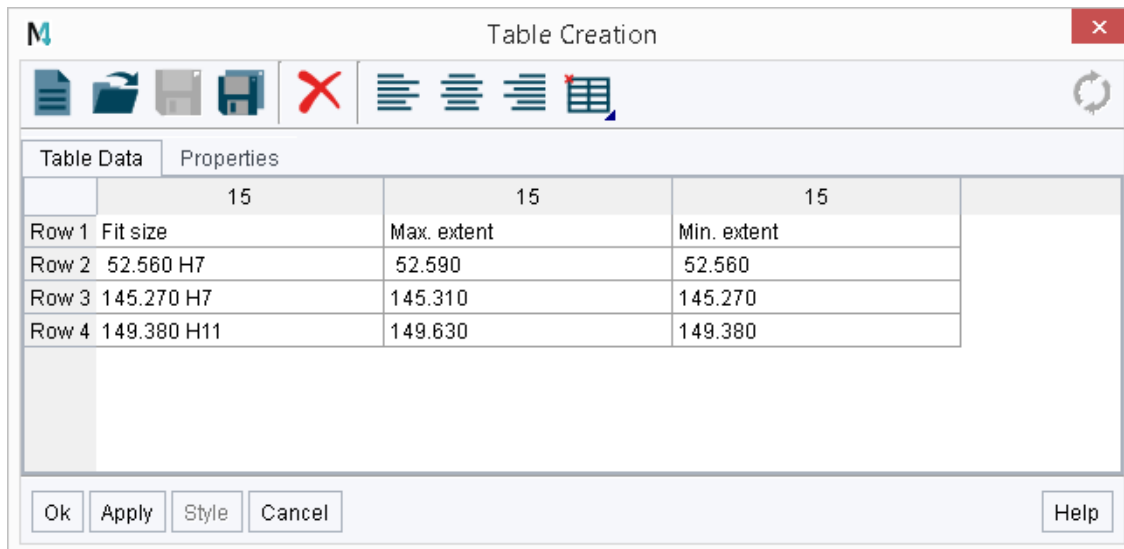 Table Creation
Table Data Properties
15 15 15
Row 1 Fit size Max. extent Min. extent
Row 2 52.560 H7 52.590 52.560
Row 3 145.270 H7 145.310 145.270
Row 4 149.380 H11 149.630 149.380
Ok Apply Style Cancel Help